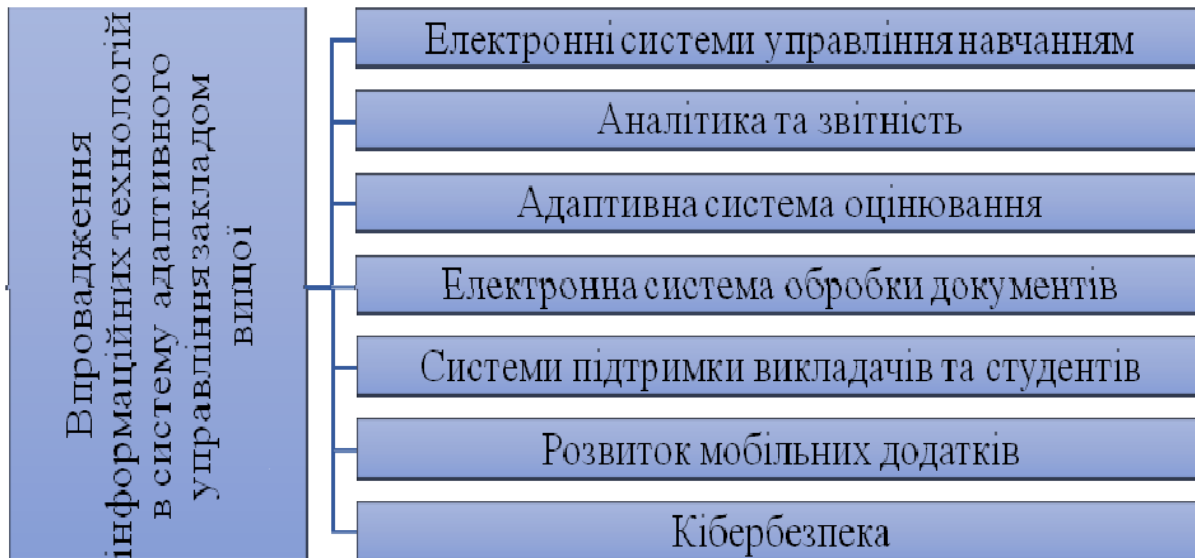 Впровадження
інформаційних технологій
в систему адаптивного
управління закладом
вищої
Електронні системи управління навчанням
Аналітика та звітність
Адаптивна система оцінювання
Електронна система обробки документів
Системи підтримки викладачів та студентів
Розвиток мобільних додатків
Кібербезпека